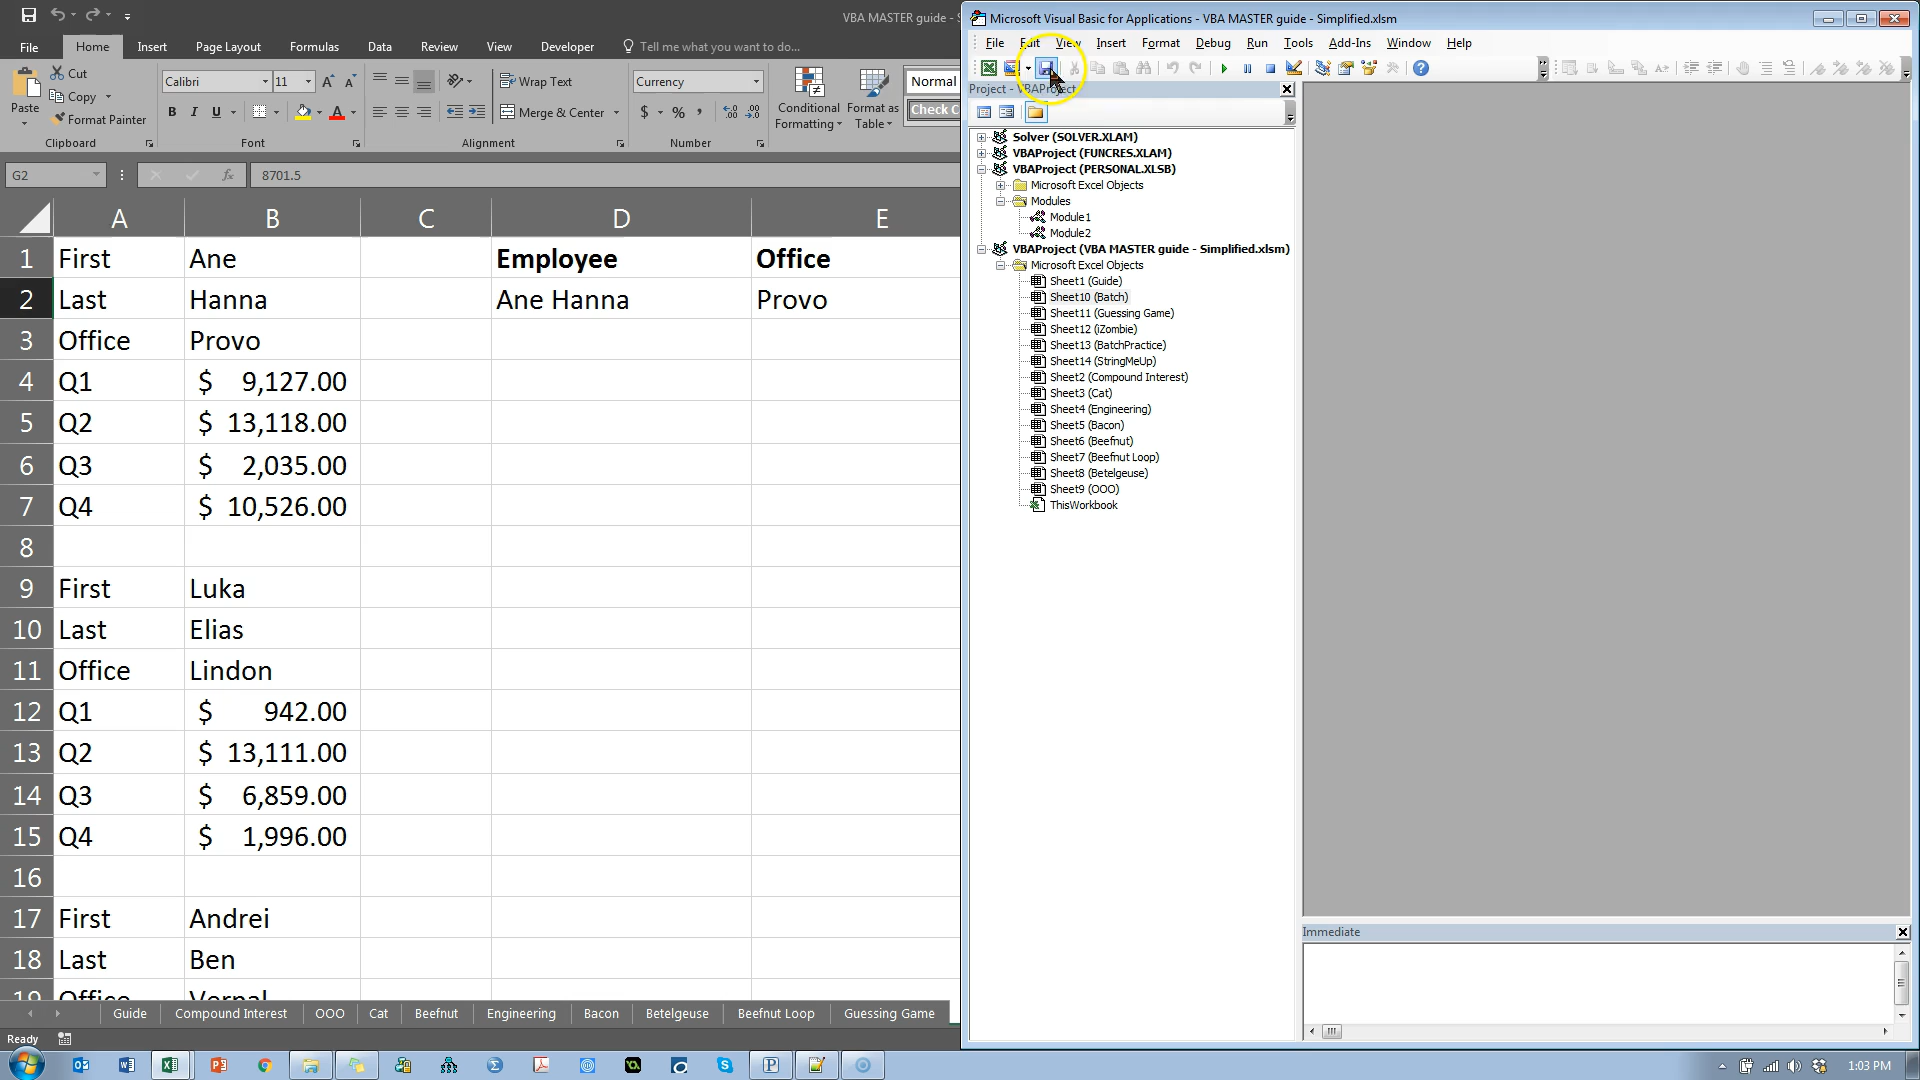 VBA MASTER guide - S
File Home Insert Page Layout Formulas Data Review View Developer Tell me what you want to do...
Cut
Copy
Format Painter
Paste
Clipboard
Calibri 11
B I U
Font
Wrap Text
Merge & Center
Alignment
Currency
$ % ,
Number
Conditional Formatting
Format as Table
Normal
Check C
G2 fx 8701.5
A B C D E
1 First Ane Employee Office
2 Last Hanna Ane Hanna Provo
3 Office Provo
4 Q1 $ 9,127.00
5 Q2 $ 13,118.00
6 Q3 $ 2,035.00
7 Q4 $ 10,526.00
8
9 First Luka
10 Last Elias
11 Office Lindon
12 Q1 $ 942.00
13 Q2 $ 13,111.00
14 Q3 $ 6,859.00
15 Q4 $ 1,996.00
16
17 First Andrei
18 Last Ben
19 Office Vernal
Guide Compound Interest OOO Cat Beefnut Engineering Bacon Betelgeuse Beefnut Loop Guessing Game
Ready
Microsoft Visual Basic for Applications - VBA MASTER guide - Simplified.xlsm
File Edit View Insert Format Debug Run Tools Add-Ins Window Help
Project - VBAProject
Solver (SOLVER.XLAM)
VBAProject (FUNCRES.XLAM)
VBAProject (PERSONAL.XLSB)
Microsoft Excel Objects
Modules
Module1
Module2
VBAProject (VBA MASTER guide - Simplified.xlsm)
Microsoft Excel Objects
Sheet1 (Guide)
Sheet10 (Batch)
Sheet11 (Guessing Game)
Sheet12 (iZombie)
Sheet13 (BatchPractice)
Sheet14 (StringMeUp)
Sheet2 (Compound Interest)
Sheet3 (Cat)
Sheet4 (Engineering)
Sheet5 (Bacon)
Sheet6 (Beefnut)
Sheet7 (Beefnut Loop)
Sheet8 (Betelgeuse)
Sheet9 (OOO)
ThisWorkbook
Immediate
1:03 PM